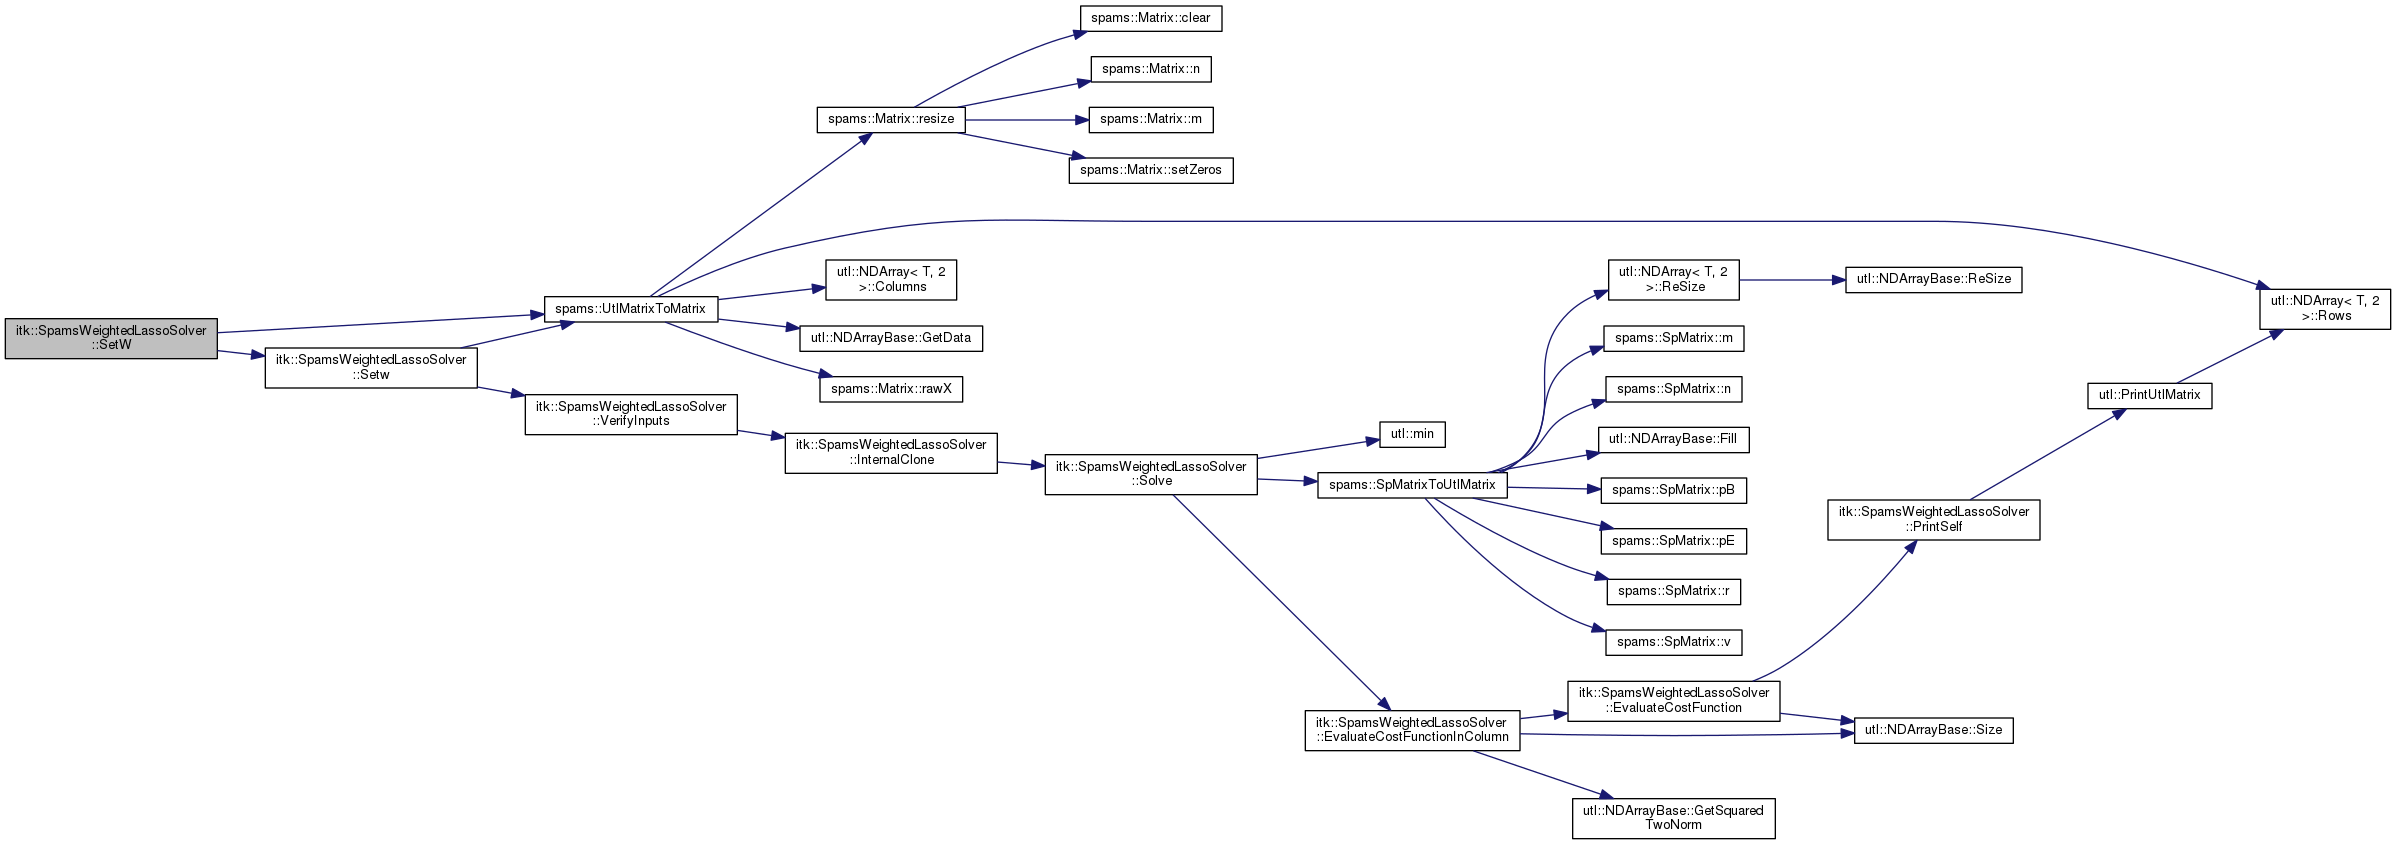 spams::Matrix::clear
spams::Matrix::n
spams::Matrix::resize
spams::Matrix::m
spams::Matrix::setZeros
utl::NDArray< T, 2
>::Columns
utl::NDArray< T, 2
>::ReSize
utl::NDArrayBase::ReSize
utl::NDArray< T, 2
>::Rows
spams::UtlMatrixToMatrix
itk::SpamsWeightedLassoSolver
::SetW
utl::NDArrayBase::GetData
spams::SpMatrix::m
itk::SpamsWeightedLassoSolver
::Setw
spams::Matrix::rawX
spams::SpMatrix::n
utl::PrintUtlMatrix
itk::SpamsWeightedLassoSolver
::VerifyInputs
utl::min
utl::NDArrayBase::Fill
itk::SpamsWeightedLassoSolver
::InternalClone
itk::SpamsWeightedLassoSolver
::Solve
spams::SpMatrixToUtlMatrix
spams::SpMatrix::pB
itk::SpamsWeightedLassoSolver
::PrintSelf
spams::SpMatrix::pE
spams::SpMatrix::r
spams::SpMatrix::v
itk::SpamsWeightedLassoSolver
::EvaluateCostFunction
itk::SpamsWeightedLassoSolver
::EvaluateCostFunctionInColumn
utl::NDArrayBase::Size
utl::NDArrayBase::GetSquared
TwoNorm